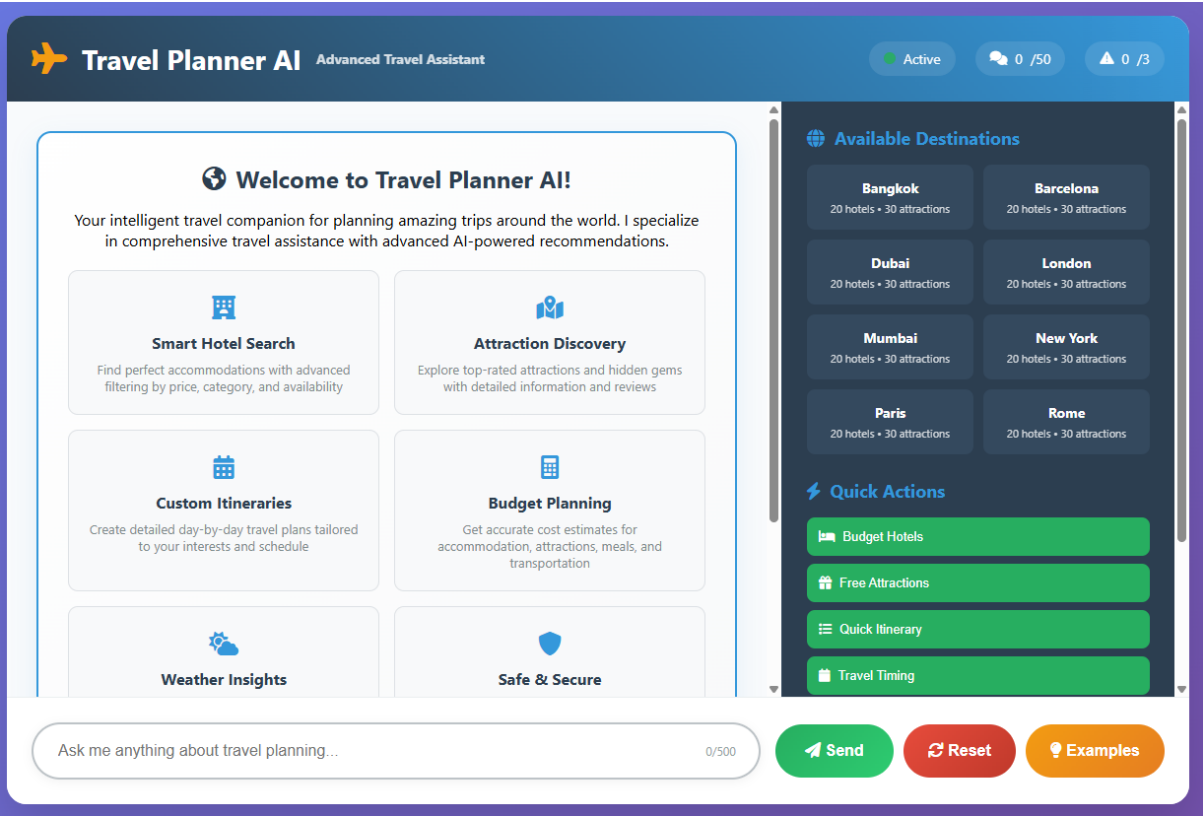 Travel Planner AI
Advanced Travel Assistant
Active
0 /50
0 /3
Welcome to Travel Planner AI!
Your intelligent travel companion for planning amazing trips around the world. I specialize
in comprehensive travel assistance with advanced AI-powered recommendations.
Smart Hotel Search
Find perfect accommodations with advanced
filtering by price, category, and availability
Attraction Discovery
Explore top-rated attractions and hidden gems
with detailed information and reviews
Custom Itineraries
Create detailed day-by-day travel plans tailored
to your interests and schedule
Budget Planning
Get accurate cost estimates for
accommodation, attractions, meals, and
transportation
Weather Insights
Safe & Secure
Available Destinations
Bangkok
20 hotels • 30 attractions
Barcelona
20 hotels • 30 attractions
Dubai
20 hotels • 30 attractions
London
20 hotels • 30 attractions
Mumbai
20 hotels • 30 attractions
New York
20 hotels • 30 attractions
Paris
20 hotels • 30 attractions
Rome
20 hotels • 30 attractions
Quick Actions
Budget Hotels
Free Attractions
Quick Itinerary
Travel Timing
Ask me anything about travel planning...
0/500
Send
Reset
Examples